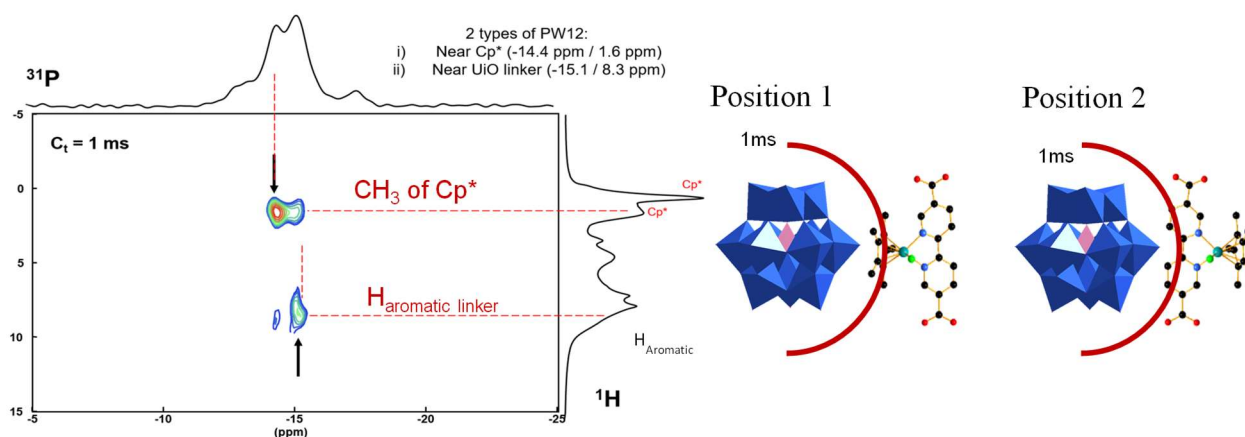 2 types of PW12:
i) Near Cp* (-14.4 ppm / 1.6 ppm)
ii) Near UiO linker (-15.1 / 8.3 ppm)
31P
-5
Ct = 1 ms
0
CH3 of Cp*
Cp*
Cp*
5
Haromatic linker
10
HAromatic
15
1H
-5
-10
-15
-20
-25
(ppm)
Position 1
1ms
Position 2
1ms